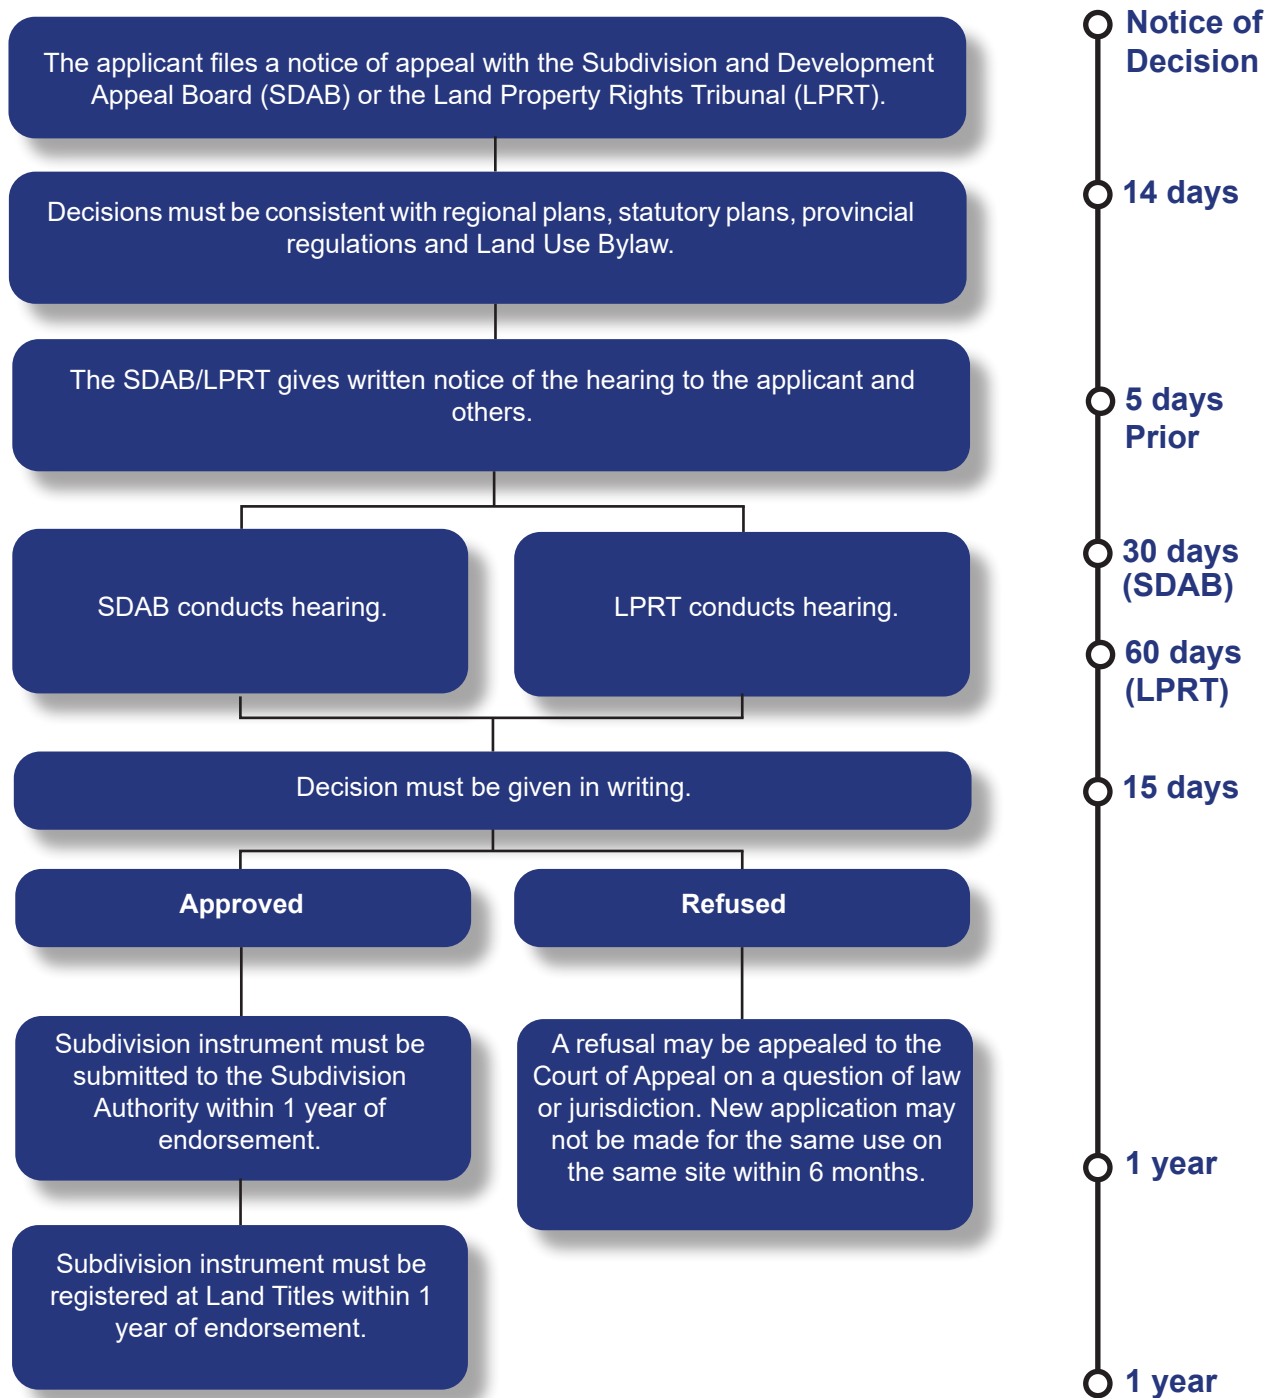 The applicant files a notice of appeal with the Subdivision and Development
Appeal Board (SDAB) or the Land Property Rights Tribunal (LPRT).
Notice of
Decision
Decisions must be consistent with regional plans, statutory plans, provincial
regulations and Land Use Bylaw.
14 days
The SDAB/LPRT gives written notice of the hearing to the applicant and
others.
5 days
Prior
SDAB conducts hearing.
LPRT conducts hearing.
30 days
(SDAB)
60 days
(LPRT)
Decision must be given in writing.
15 days
Approved
Refused
Subdivision instrument must be
submitted to the Subdivision
Authority within 1 year of
endorsement.
A refusal may be appealed to the
Court of Appeal on a question of law
or jurisdiction. New application may
not be made for the same use on
the same site within 6 months.
1 year
Subdivision instrument must be
registered at Land Titles within 1
year of endorsement.
1 year